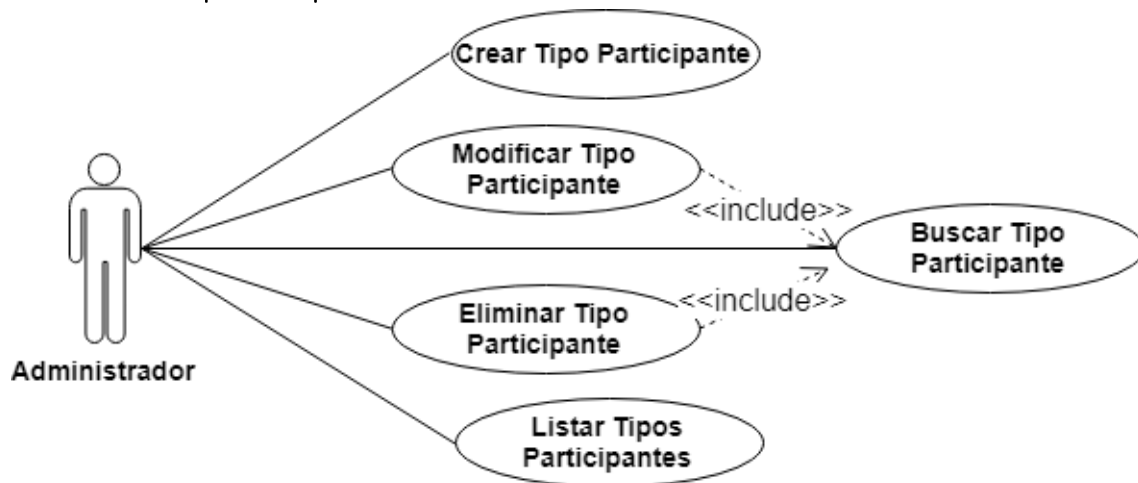 Crear Tipo Participante
Modificar Tipo
Participante
<<include>>
Buscar Tipo
Participante
<<include>>
Eliminar Tipo
Participante
Administrador
Listar Tipos
Participantes